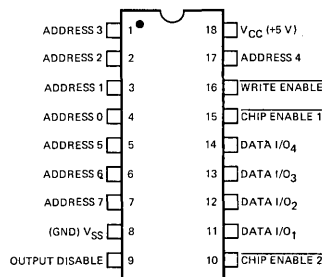 ADDRESS 3 1 18 VCC (+5 V)
ADDRESS 2 2 17 ADDRESS 4
ADDRESS 1 3 16 WRITE ENABLE
ADDRESS 0 4 15 CHIP ENABLE 1
ADDRESS 5 5 14 DATA I/O4
ADDRESS 6 6 13 DATA I/O3
ADDRESS 7 7 12 DATA I/O2
(GND) VSS 8 11 DATA I/O1
OUTPUT DISABLE 9 10 CHIP ENABLE 2